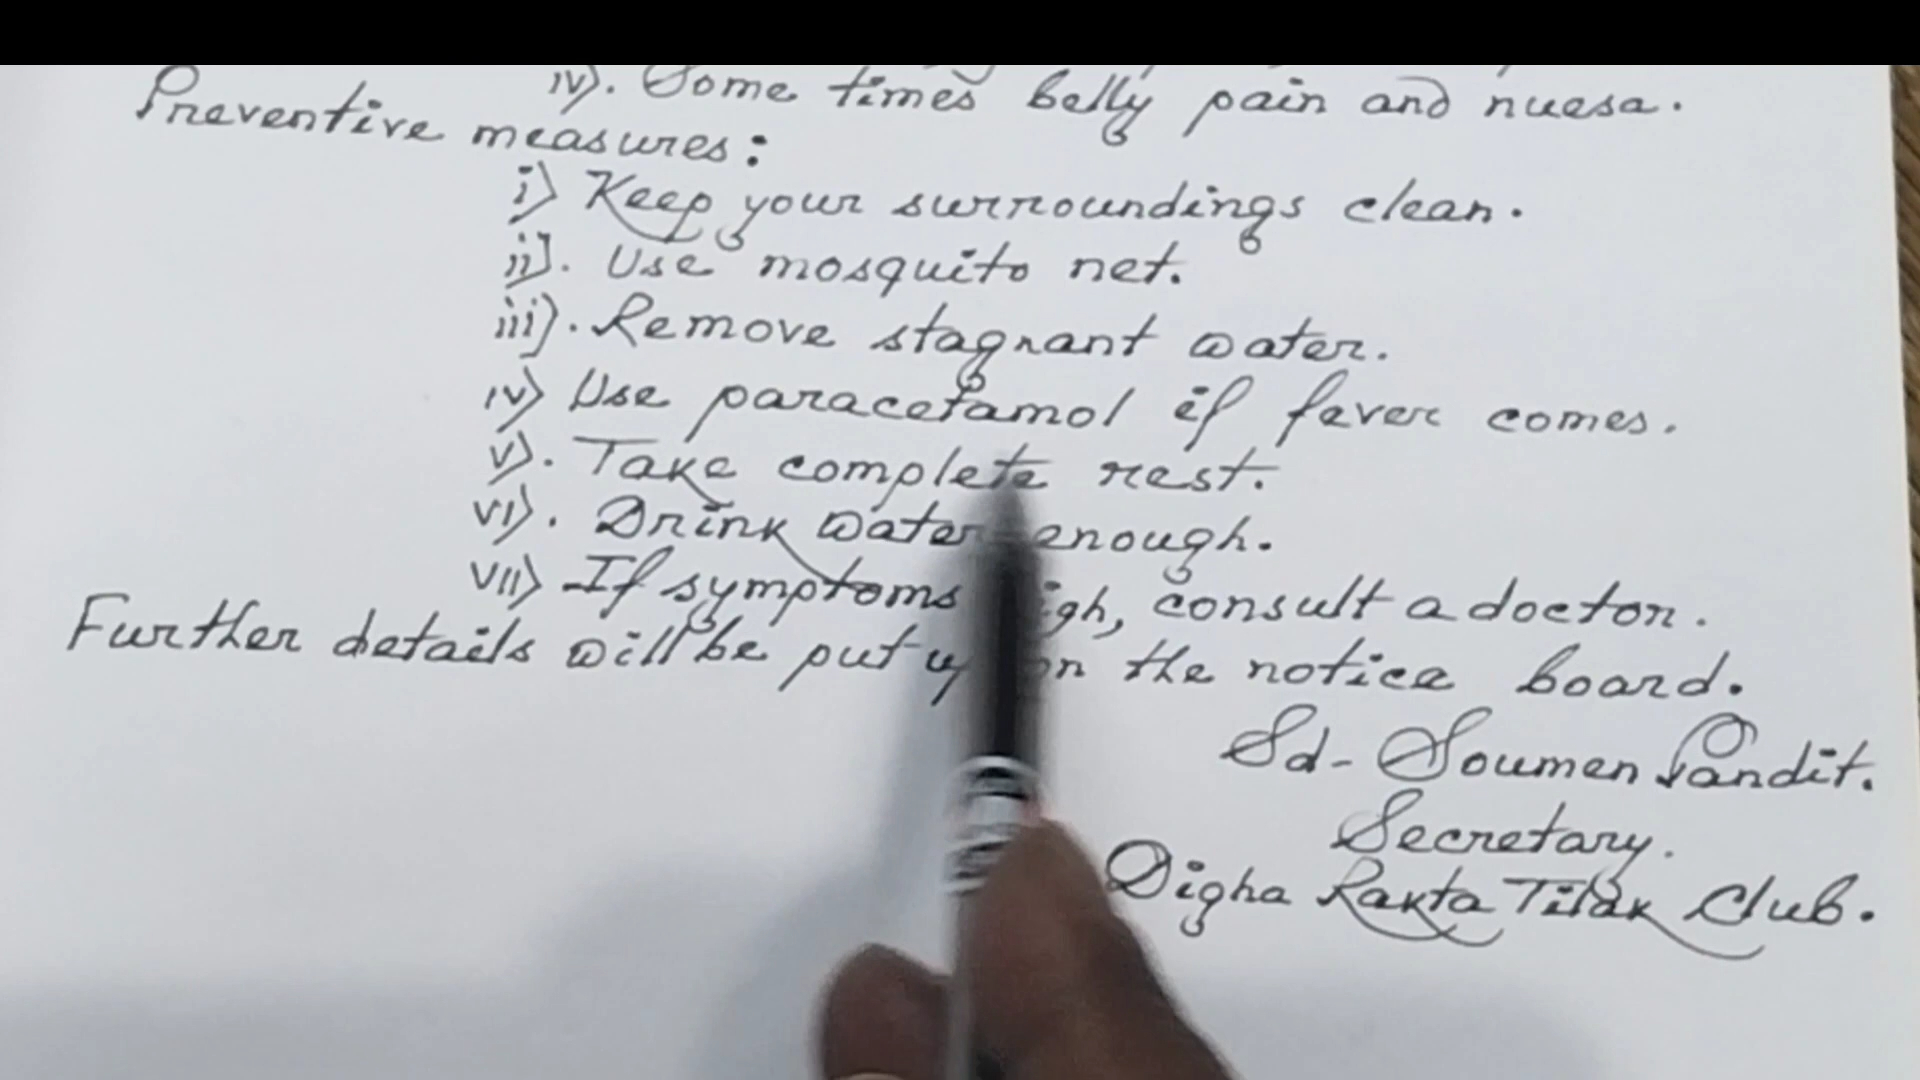 iv). Some times belly pain and nuesa.
Preventive measures:
i) Keep your surroundings clean.
ii). Use mosquito net.
iii). Remove stagnant water.
iv) Use paracetamol if fever comes.
v). Take complete rest.
vi). Drink water enough.
vii) If symptoms consult a doctor.
Further details will be put on the notice board.
Sd- Soumen Pandit.
Secretary.
Digha Rakta Tilak Club.